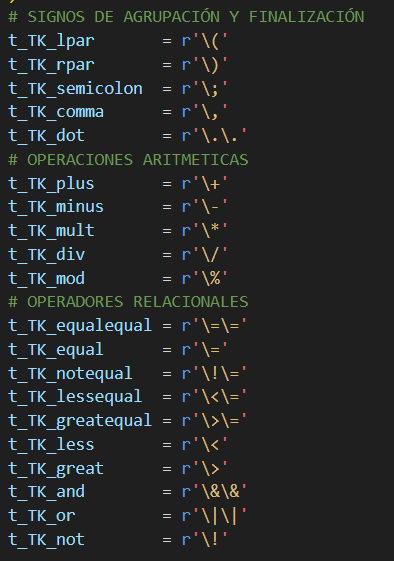 # SIGNOS DE AGRUPACIÓN Y FINALIZACIÓN
t_TK_lpar       = r'\('
t_TK_rpar       = r'\)'
t_TK_semicolon  = r'\;'
t_TK_comma      = r'\,'
t_TK_dot        = r'\.\.'
# OPERACIONES ARITMETICAS
t_TK_plus       = r'\+'
t_TK_minus      = r'\-'
t_TK_mult       = r'\*'
t_TK_div        = r'\/'
t_TK_mod        = r'\%'
# OPERADORES RELACIONALES
t_TK_equalequal = r'\=\='
t_TK_equal      = r'\='
t_TK_notequal   = r'\!\='
t_TK_lessequal  = r'\<\='
t_TK_greatequal = r'\>\='
t_TK_less       = r'\<'
t_TK_great      = r'\>'
t_TK_and        = r'\&\&'
t_TK_or         = r'\|\|'
t_TK_not        = r'\!'